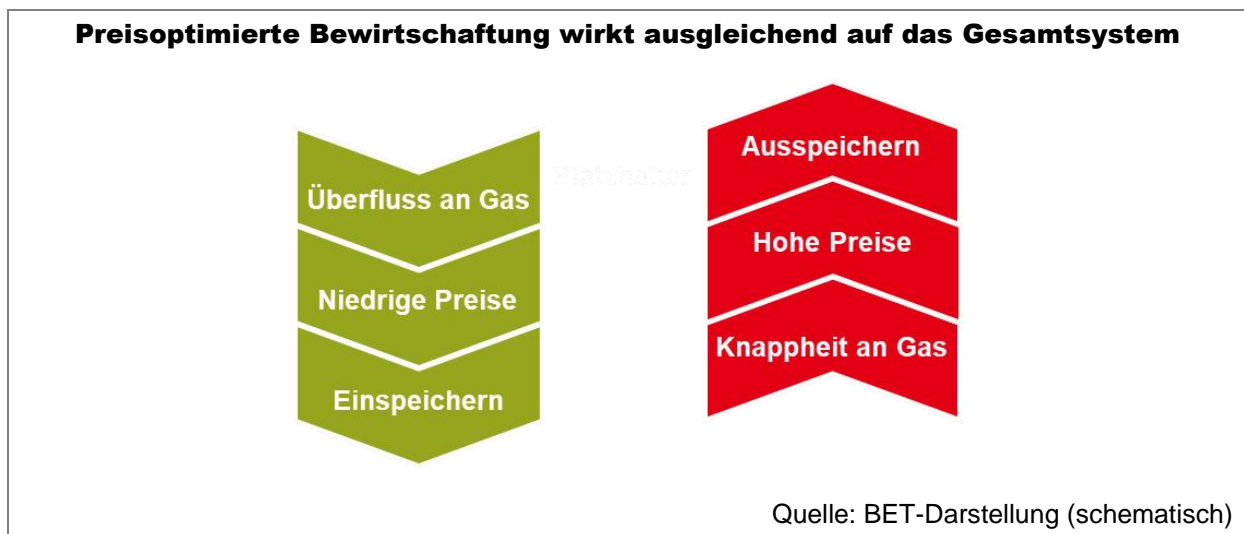 Preisoptimierte Bewirtschaftung wirkt ausgleichend auf das Gesamtsystem
Überfluss an Gas
Niedrige Preise
Einspeichern
Platzhalter
Ausspeichern
Hohe Preise
Knappheit an Gas
Quelle: BET-Darstellung (schematisch)